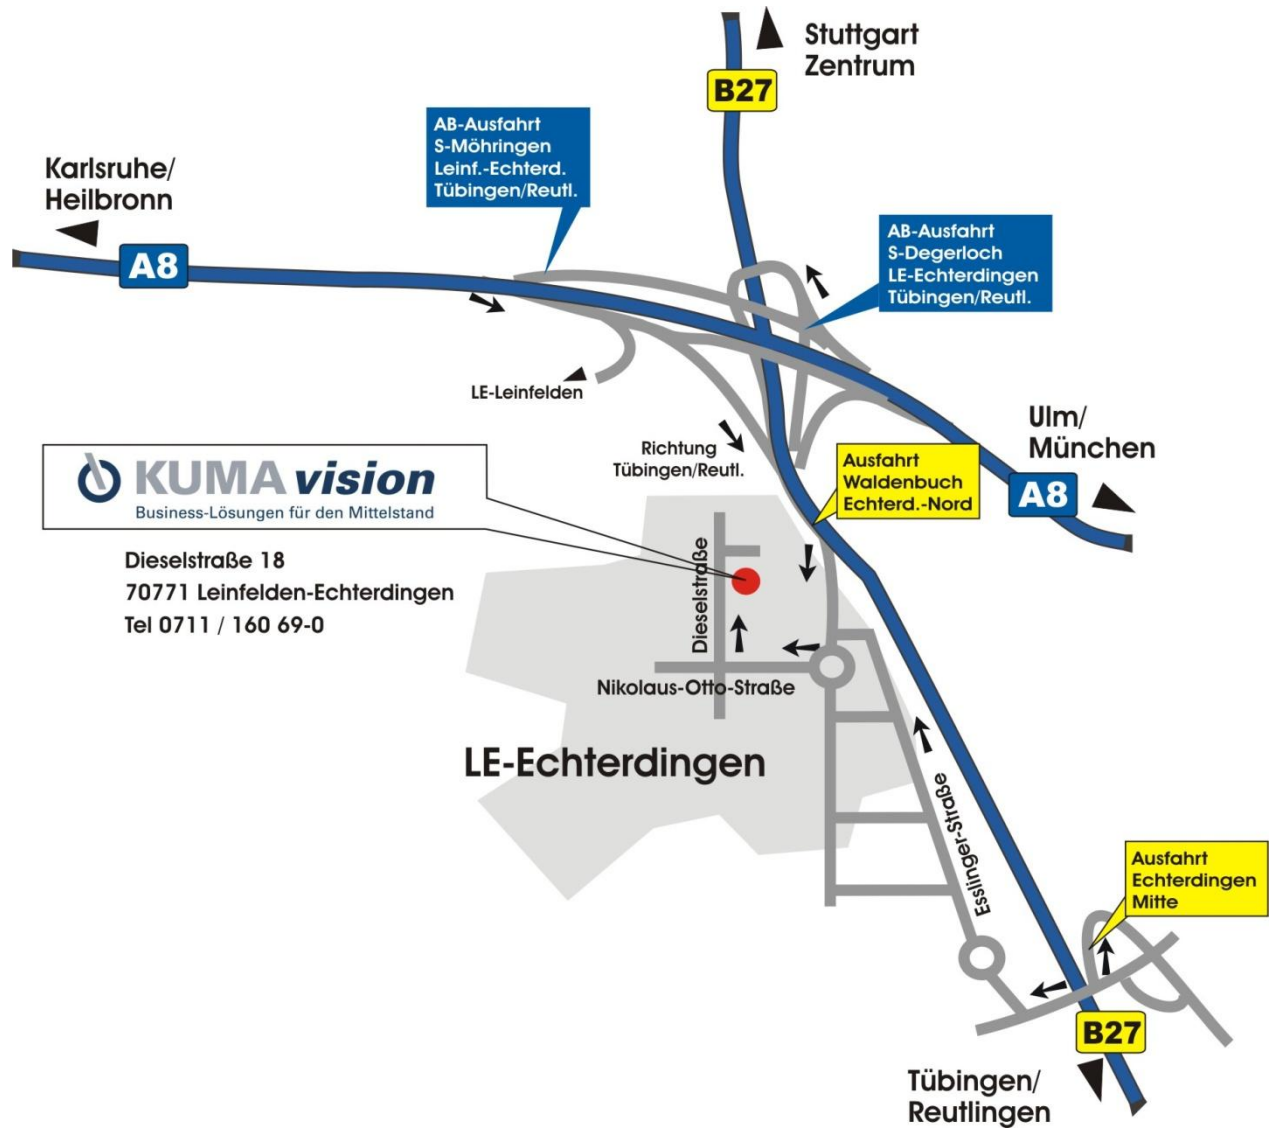 Stuttgart
Zentrum
B27
AB-Ausfahrt
S-Möhringen
Leinf.-Echterd.
Tübingen/Reutl.
Karlsruhe/
Heilbronn
A8
AB-Ausfahrt
S-Degerloch
LE-Echterdingen
Tübingen/Reutl.
LE-Leinfelden
Ulm/
München
A8
Richtung
Tübingen/Reutl.
Ausfahrt
Waldenbuch
Echterd.-Nord
KUMAvision
Business-Lösungen für den Mittelstand
Dieselstraße 18
70771 Leinfelden-Echterdingen
Tel 0711 / 160 69-0
Dieselstraße
Nikolaus-Otto-Straße
LE-Echterdingen
Esslinger-Straße
Ausfahrt
Echterdingen
Mitte
B27
Tübingen/
Reutlingen